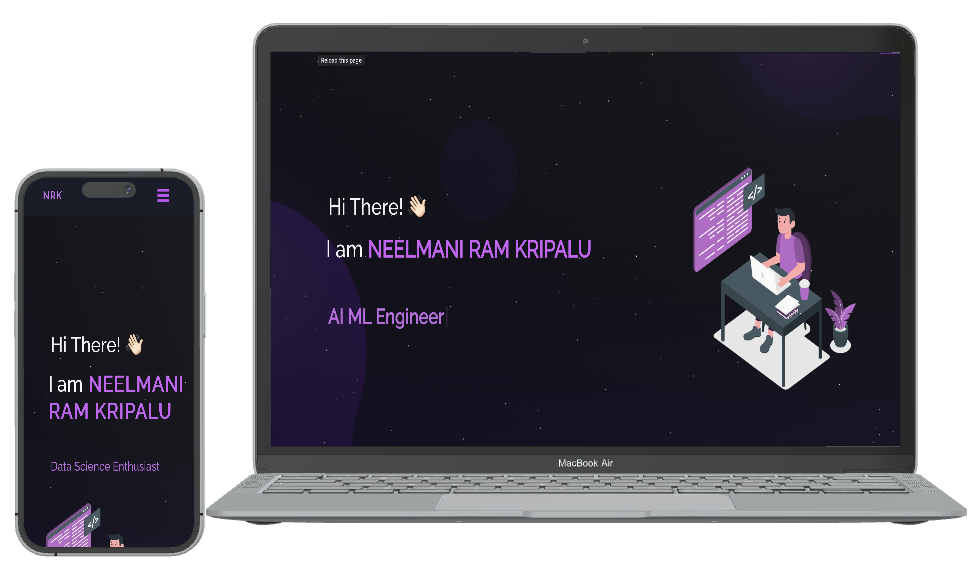 Reload this page
Hi There! 👋🏻
I am NEELMANI RAM KRIPALU
AI ML Engineer
</>
MacBook Air
NRK
Hi There! 👋🏻
I am NEELMANI
RAM KRIPALU
Data Science Enthusiast
</>